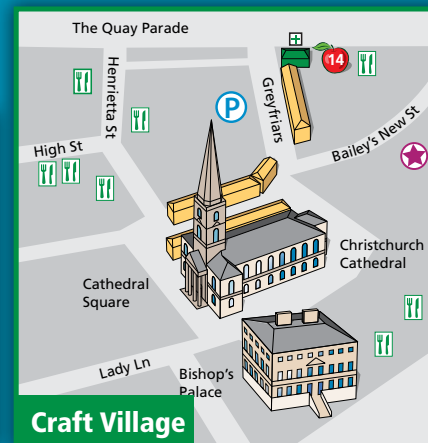 The Quay Parade
Henrietta St
Greyfriars
14
P
Bailey's New St
High St
Christchurch
Cathedral
Cathedral
Square
Lady Ln
Bishop's
Palace
Craft Village